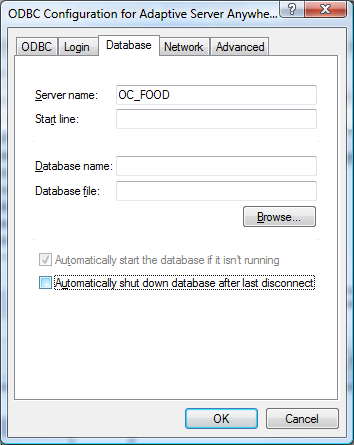 ODBC Configuration for Adaptive Server Anywhe...
ODBC Login Database Network Advanced
Server name: OC_FOOD
Start line:
Database name:
Database file:
Browse...
Automatically start the database if it isn't running
Automatically shut down database after last disconnect
OK Cancel